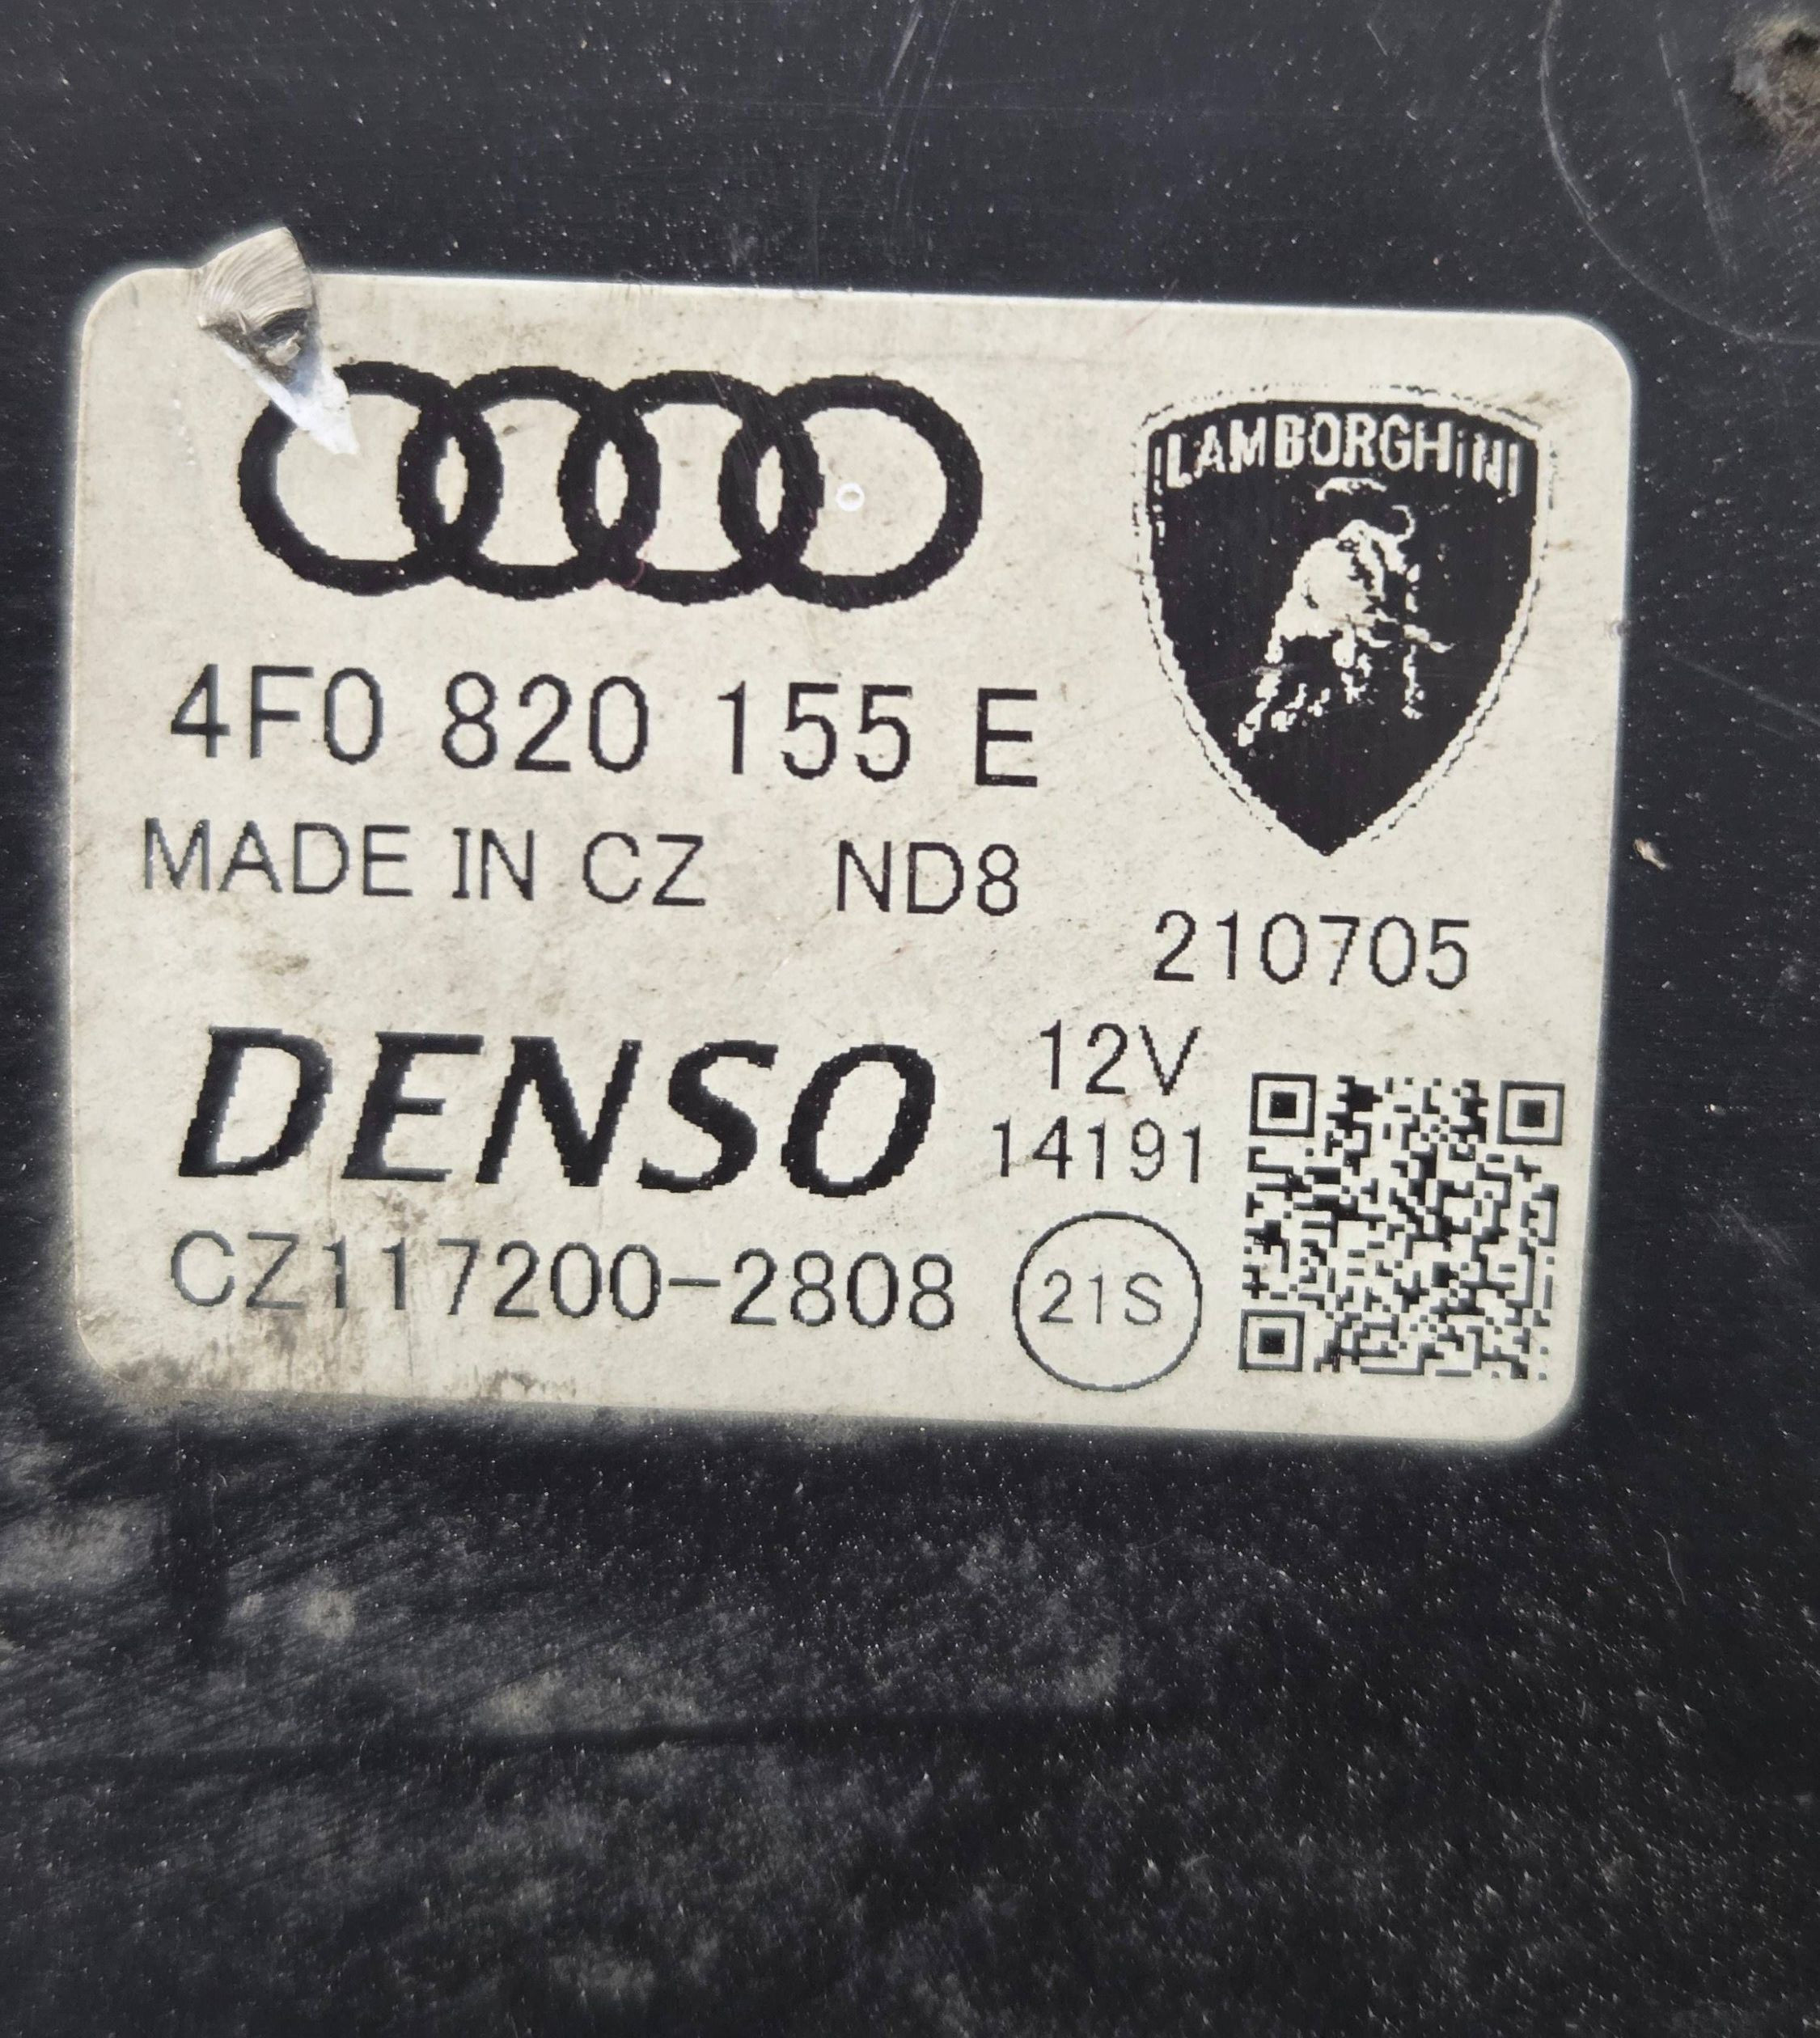 LAMBORGHINI
4F0 820 155 E
MADE IN CZ ND8
210705
DENSO
12V
14191
CZ117200-2808
21S